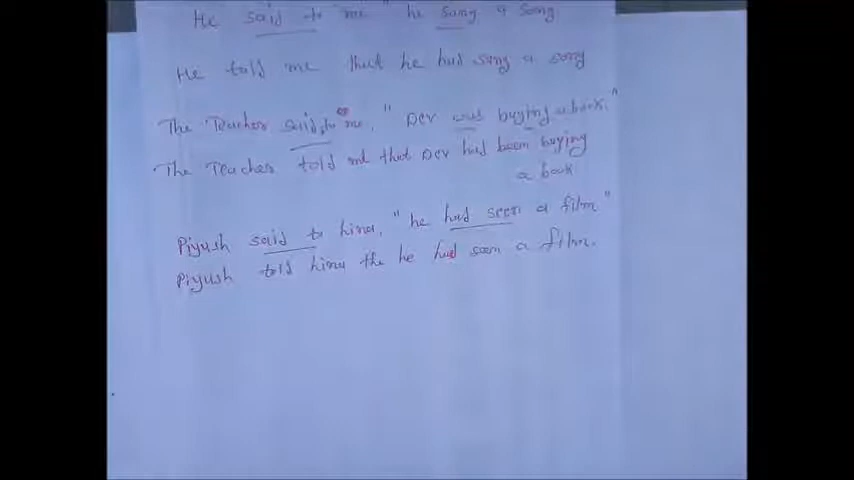 He said to me " he sang a song
He told me that he had sang a song
The Teacher said to me, " Dev was buying a book."
The Teacher told me that Dev had been buying
a book
Piyush said to hina, " he had seen a film "
Piyush told hina the he had seen a film.